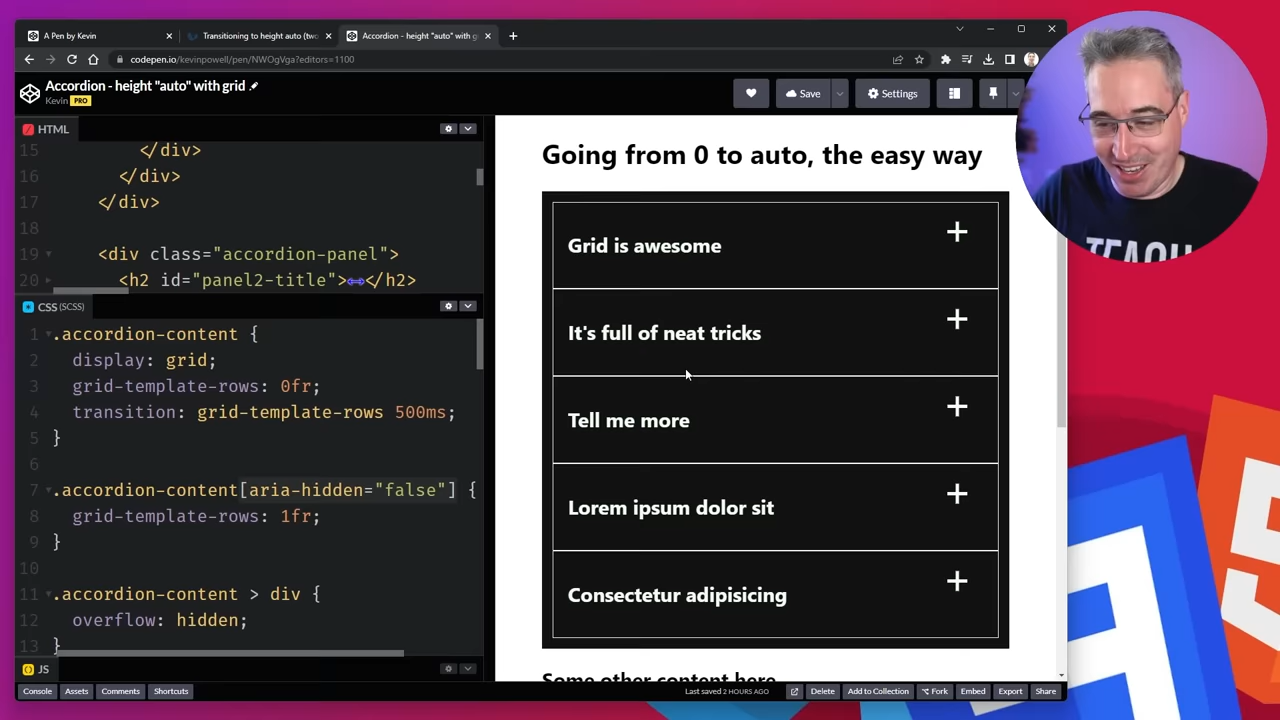 A Pen by Kevin
Transitioning to height auto (two
Accordion - height "auto" with g
codepen.io/kevinpowell/pen/NWOgVga?editors=1100
Accordion - height "auto" with grid
Kevin PRO
Save
Settings
HTML
15 </div>
16 </div>
17 </div>
18
19 <div class="accordion-panel">
20 <h2 id="panel2-title"></h2>
CSS (SCSS)
1 .accordion-content {
2 display: grid;
3 grid-template-rows: 0fr;
4 transition: grid-template-rows 500ms;
5 }
6
7 .accordion-content[aria-hidden="false"] {
8 grid-template-rows: 1fr;
9 }
10
11 .accordion-content > div {
12 overflow: hidden;
13 }
JS
Going from 0 to auto, the easy way
Grid is awesome
It's full of neat tricks
Tell me more
Lorem ipsum dolor sit
Consectetur adipisicing
Some other content here
TEACH
Console
Assets
Comments
Shortcuts
Last saved 2 HOURS AGO
Delete
Add to Collection
Fork
Embed
Export
Share